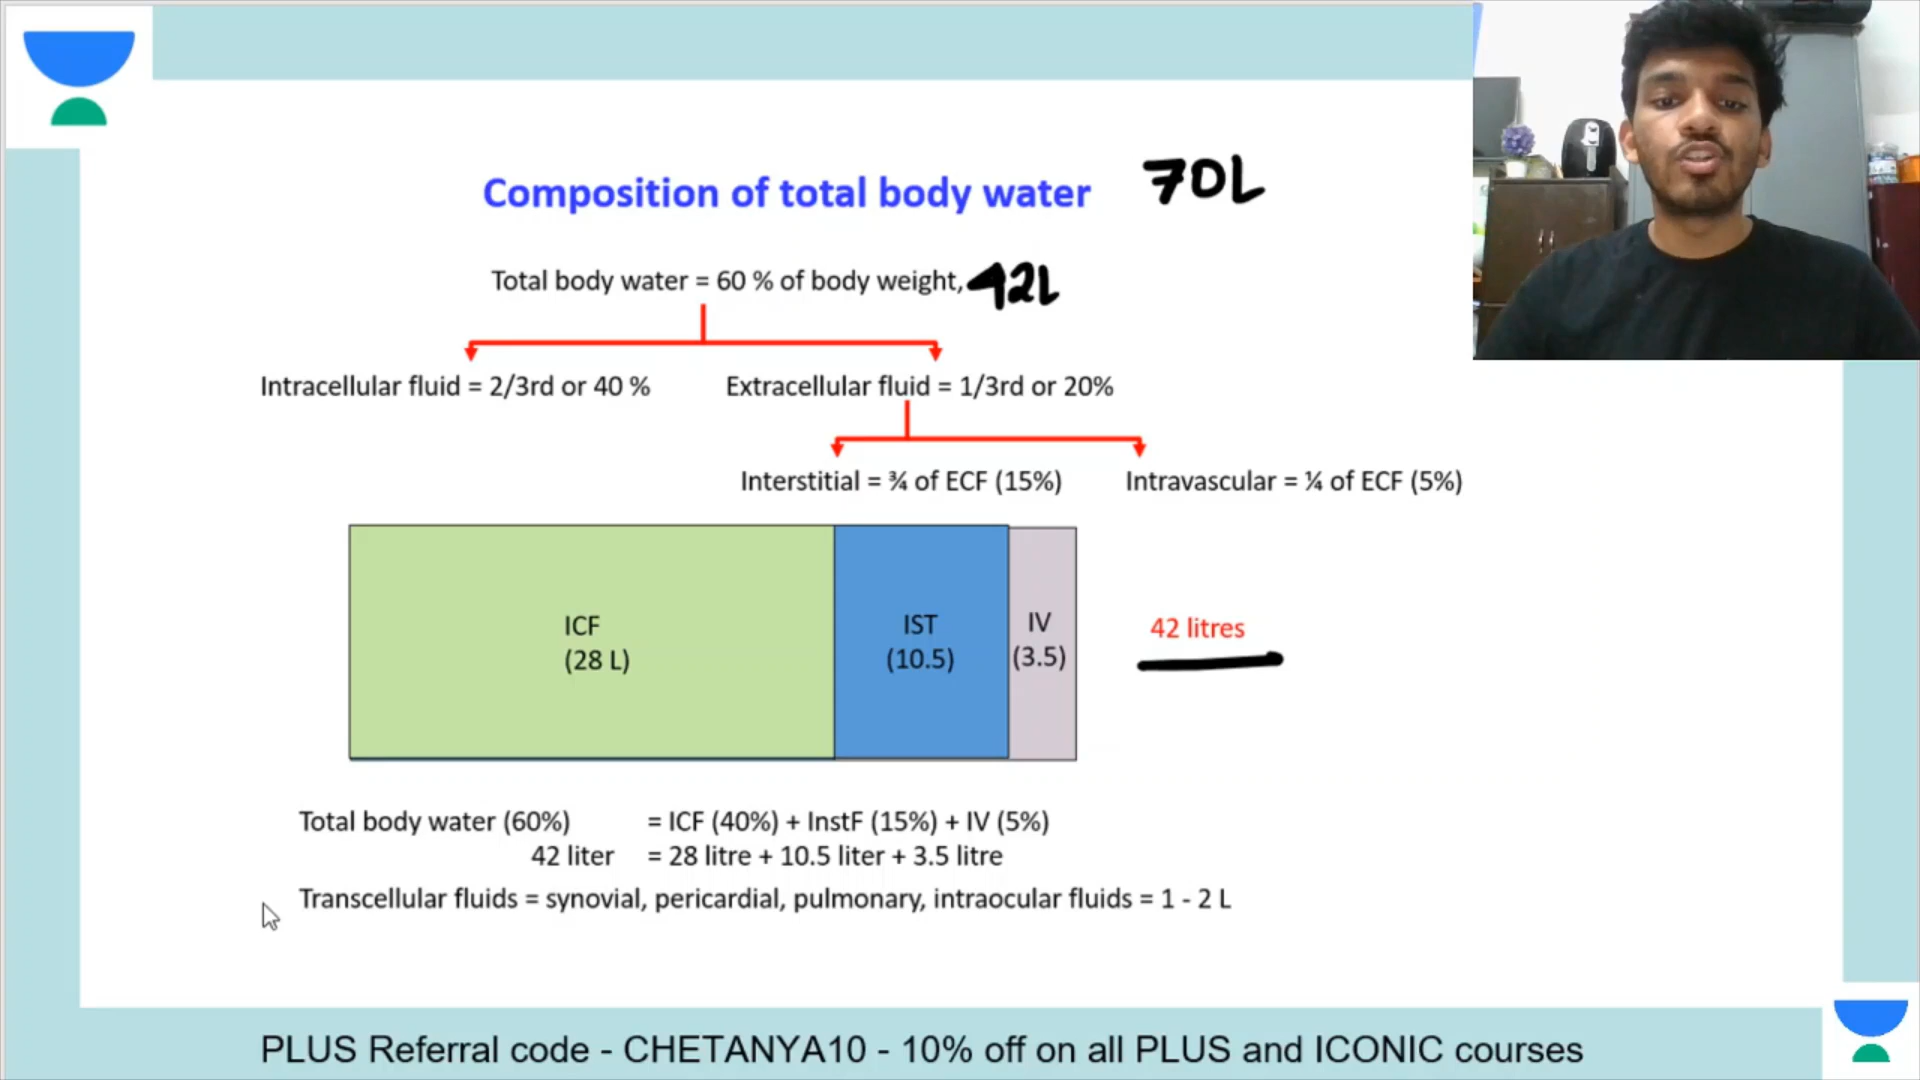 Composition of total body water 70L
Total body water = 60 % of body weight, 42L
Intracellular fluid = 2/3rd or 40 %
Extracellular fluid = 1/3rd or 20%
Interstitial = ¾ of ECF (15%)
Intravascular = ¼ of ECF (5%)
ICF
(28 L)
IST
(10.5)
IV
(3.5)
42 litres
Total body water (60%) = ICF (40%) + InstF (15%) + IV (5%)
42 liter = 28 litre + 10.5 liter + 3.5 litre
Transcellular fluids = synovial, pericardial, pulmonary, intraocular fluids = 1 - 2 L
PLUS Referral code - CHETANYA10 - 10% off on all PLUS and ICONIC courses